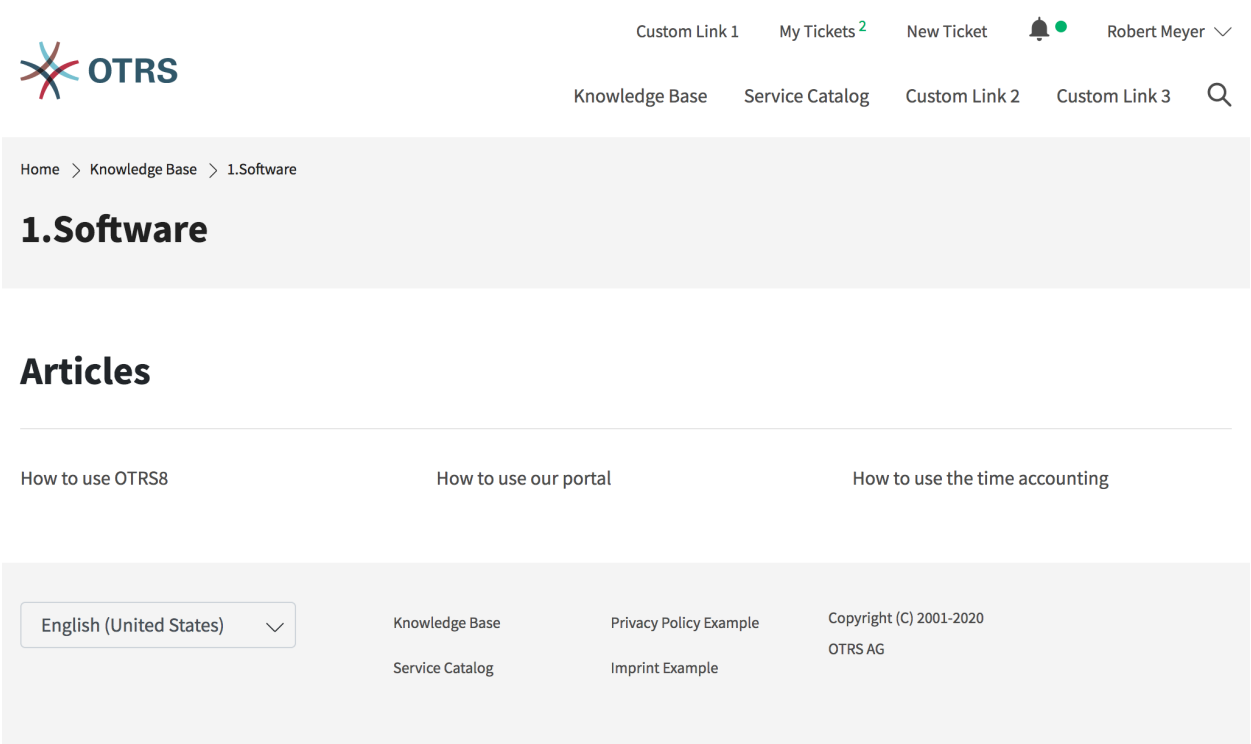 Custom Link 1 My Tickets 2 New Ticket Robert Meyer
OTRS
Knowledge Base Service Catalog Custom Link 2 Custom Link 3
Home Knowledge Base 1.Software
1.Software
Articles
How to use OTRS8 How to use our portal How to use the time accounting
English (United States) Knowledge Base Privacy Policy Example Copyright (C) 2001-2020
OTRS AG
Service Catalog Imprint Example